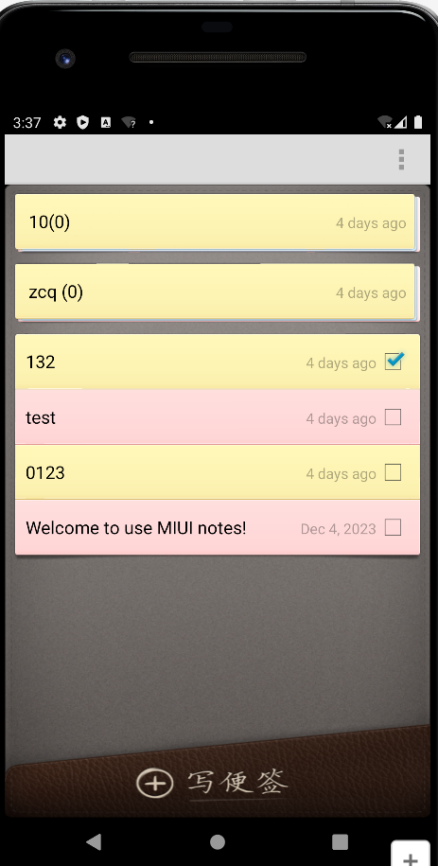 3:37
10(0) 4 days ago
zcq (0) 4 days ago
132 4 days ago
test 4 days ago
0123 4 days ago
Welcome to use MIUI notes! Dec 4, 2023
写便签